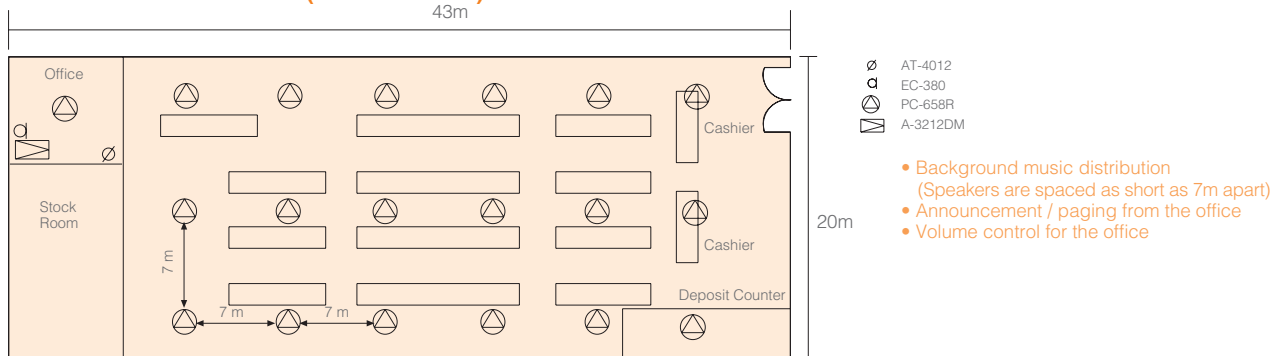 43m
Office
Stock
Room
Cashier
Cashier
Deposit Counter
7 m
7 m
7 m
20m
AT-4012
EC-380
PC-658R
A-3212DM
• Background music distribution
(Speakers are spaced as short as 7m apart)
• Announcement / paging from the office
• Volume control for the office